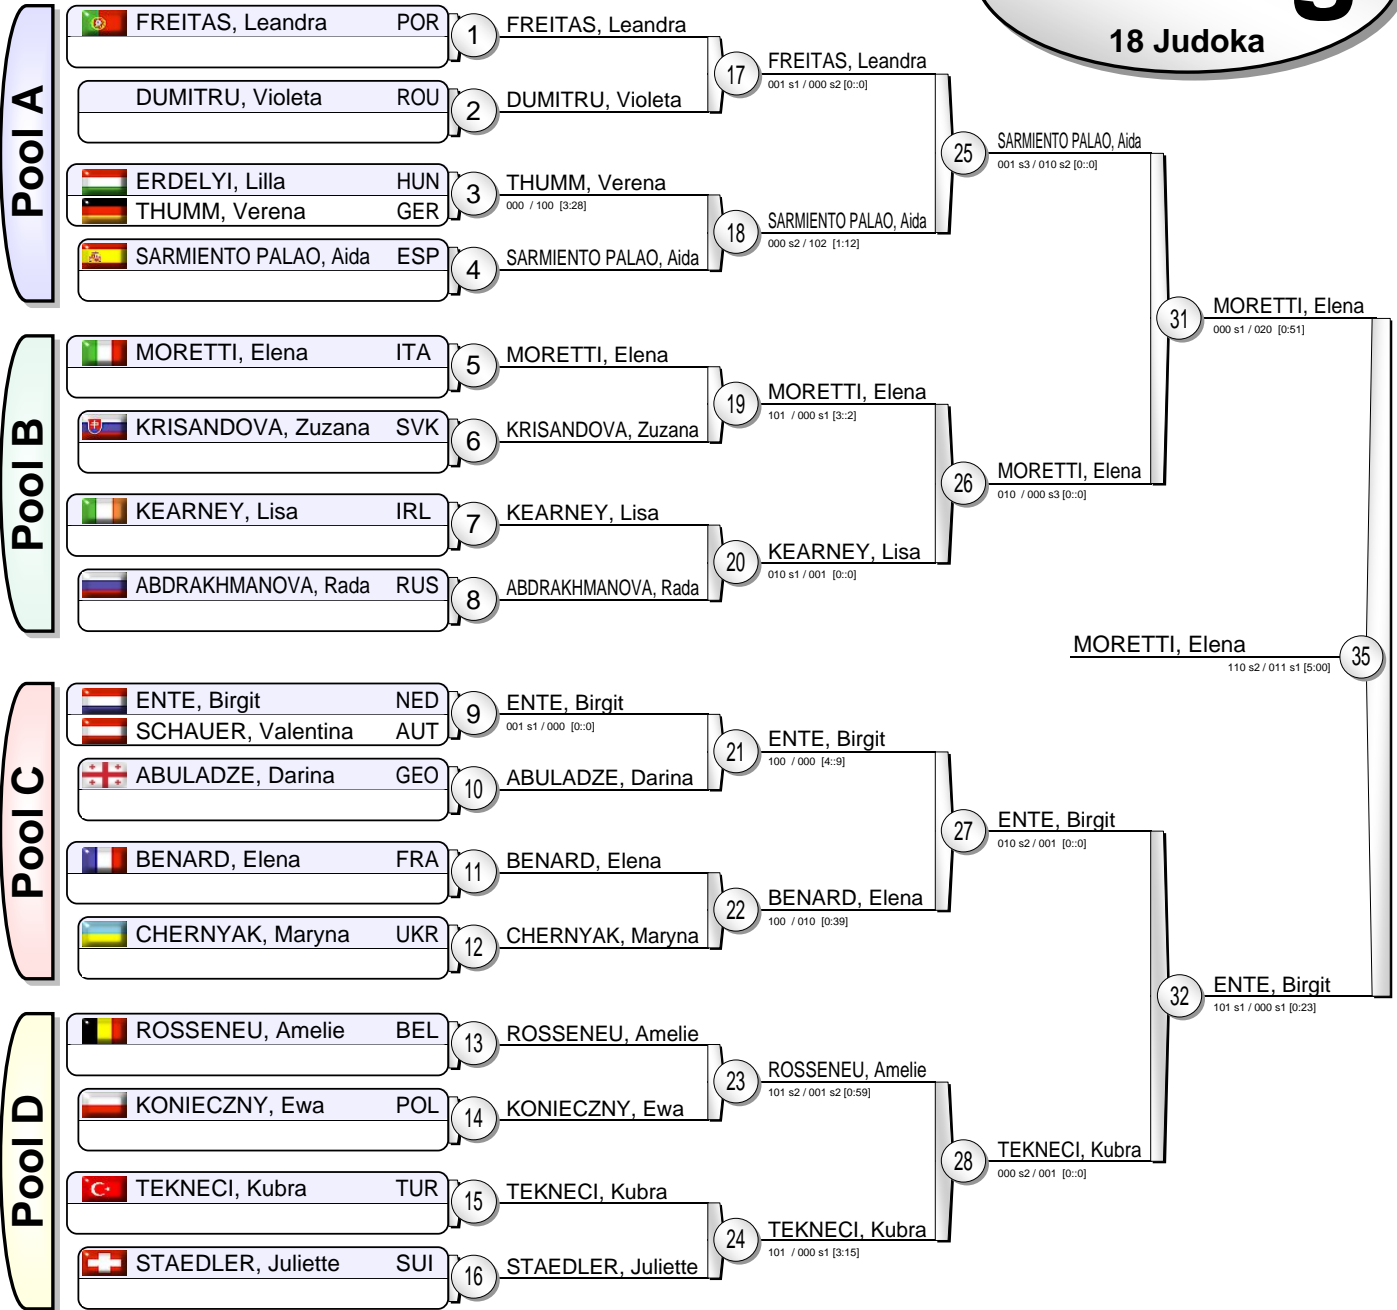 18 Judoka
Pool A
FREITAS, Leandra POR
1
DUMITRU, Violeta ROU
2
ERDELYI, Lilla HUN
THUMM, Verena GER
3
SARMIENTO PALAO, Aida ESP
4
FREITAS, Leandra
DUMITRU, Violeta
THUMM, Verena
000 / 100 [3:28]
SARMIENTO PALAO, Aida
17
FREITAS, Leandra
001 s1 / 000 s2 [0::0]
18
SARMIENTO PALAO, Aida
000 s2 / 102 [1:12]
25
SARMIENTO PALAO, Aida
001 s3 / 010 s2 [0::0]
Pool B
MORETTI, Elena ITA
5
KRISANDOVA, Zuzana SVK
6
KEARNEY, Lisa IRL
7
ABDRAKHMANOVA, Rada RUS
8
MORETTI, Elena
KRISANDOVA, Zuzana
KEARNEY, Lisa
ABDRAKHMANOVA, Rada
19
MORETTI, Elena
101 / 000 s1 [3::2]
20
KEARNEY, Lisa
010 s1 / 001 [0::0]
26
MORETTI, Elena
010 / 000 s3 [0::0]
31
MORETTI, Elena
000 s1 / 020 [0:51]
Pool C
ENTE, Birgit NED
SCHAUER, Valentina AUT
9
ABULADZE, Darina GEO
10
BENARD, Elena FRA
11
CHERNYAK, Maryna UKR
12
ENTE, Birgit
001 s1 / 000 [0::0]
ABULADZE, Darina
BENARD, Elena
CHERNYAK, Maryna
21
ENTE, Birgit
100 / 000 [4::9]
22
BENARD, Elena
100 / 010 [0:39]
27
ENTE, Birgit
010 s2 / 001 [0::0]
Pool D
ROSSENEU, Amelie BEL
13
KONIECZNY, Ewa POL
14
TEKNECI, Kubra TUR
15
STAEDLER, Juliette SUI
16
ROSSENEU, Amelie
KONIECZNY, Ewa
TEKNECI, Kubra
STAEDLER, Juliette
23
ROSSENEU, Amelie
101 s2 / 001 s2 [0:59]
24
TEKNECI, Kubra
101 / 000 s1 [3:15]
28
TEKNECI, Kubra
000 s2 / 001 [0::0]
32
ENTE, Birgit
101 s1 / 000 s1 [0:23]
MORETTI, Elena
110 s2 / 011 s1 [5:00]
35